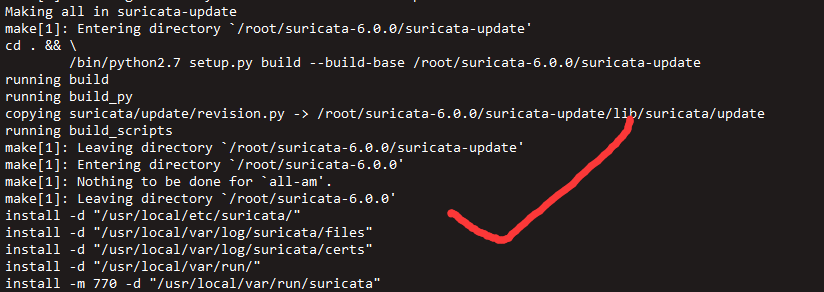 Making all in suricata-update
make[1]: Entering directory `/root/suricata-6.0.0/suricata-update'
cd . && \
/bin/python2.7 setup.py build --build-base /root/suricata-6.0.0/suricata-update
running build
running build_py
copying suricata/update/revision.py -> /root/suricata-6.0.0/suricata-update/lib/suricata/update
running build_scripts
make[1]: Leaving directory `/root/suricata-6.0.0/suricata-update'
make[1]: Entering directory `/root/suricata-6.0.0'
make[1]: Nothing to be done for `all-am'.
make[1]: Leaving directory `/root/suricata-6.0.0'
install -d "/usr/local/etc/suricata/"
install -d "/usr/local/var/log/suricata/files"
install -d "/usr/local/var/log/suricata/certs"
install -d "/usr/local/var/run/"
install -m 770 -d "/usr/local/var/run/suricata"